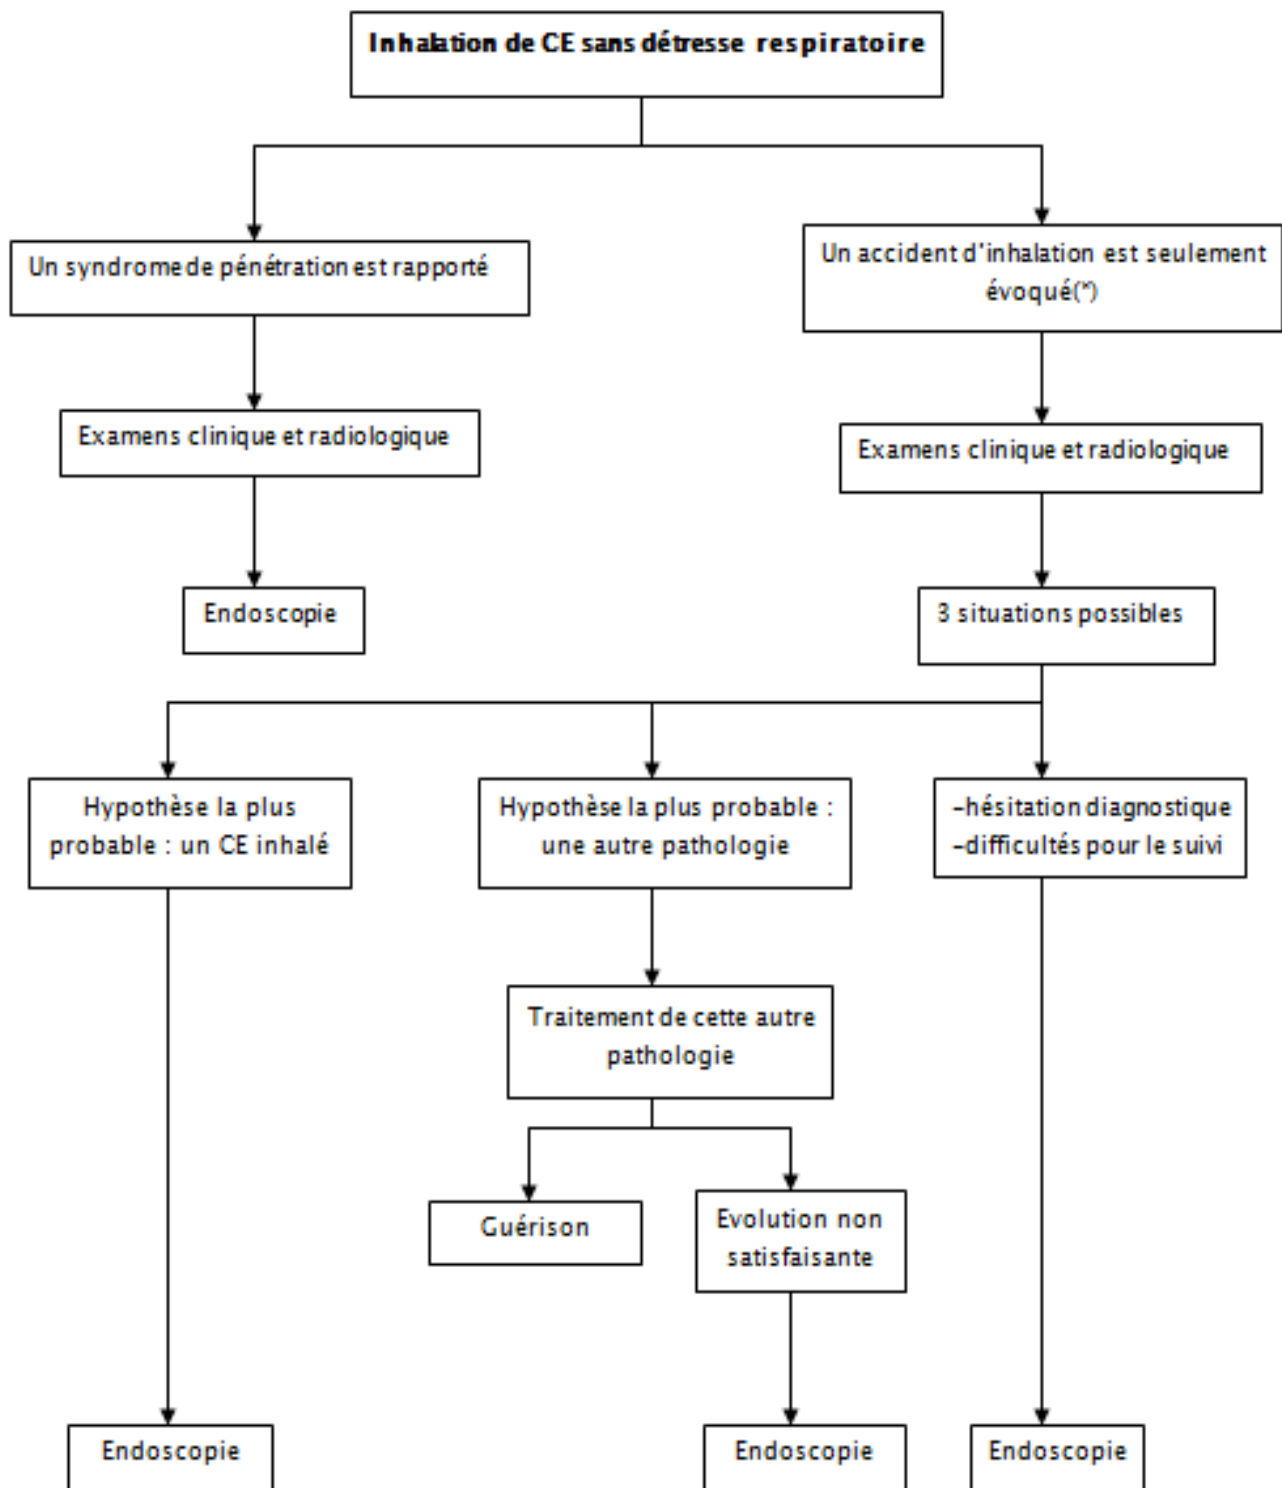 Inhalation de CE sans détresse respiratoire
Un syndrome de pénétration est rapporté
Un accident d'inhalation est seulement
évoqué(*)
Examens clinique et radiologique
Examens clinique et radiologique
Endoscopie
3 situations possibles
Hypothèse la plus
probable : un CE inhalé
Hypothèse la plus probable :
une autre pathologie
-hésitation diagnostique
-difficultés pour le suivi
Traitement de cette autre
pathologie
Guérison
Evolution non
satisfaisante
Endoscopie
Endoscopie
Endoscopie